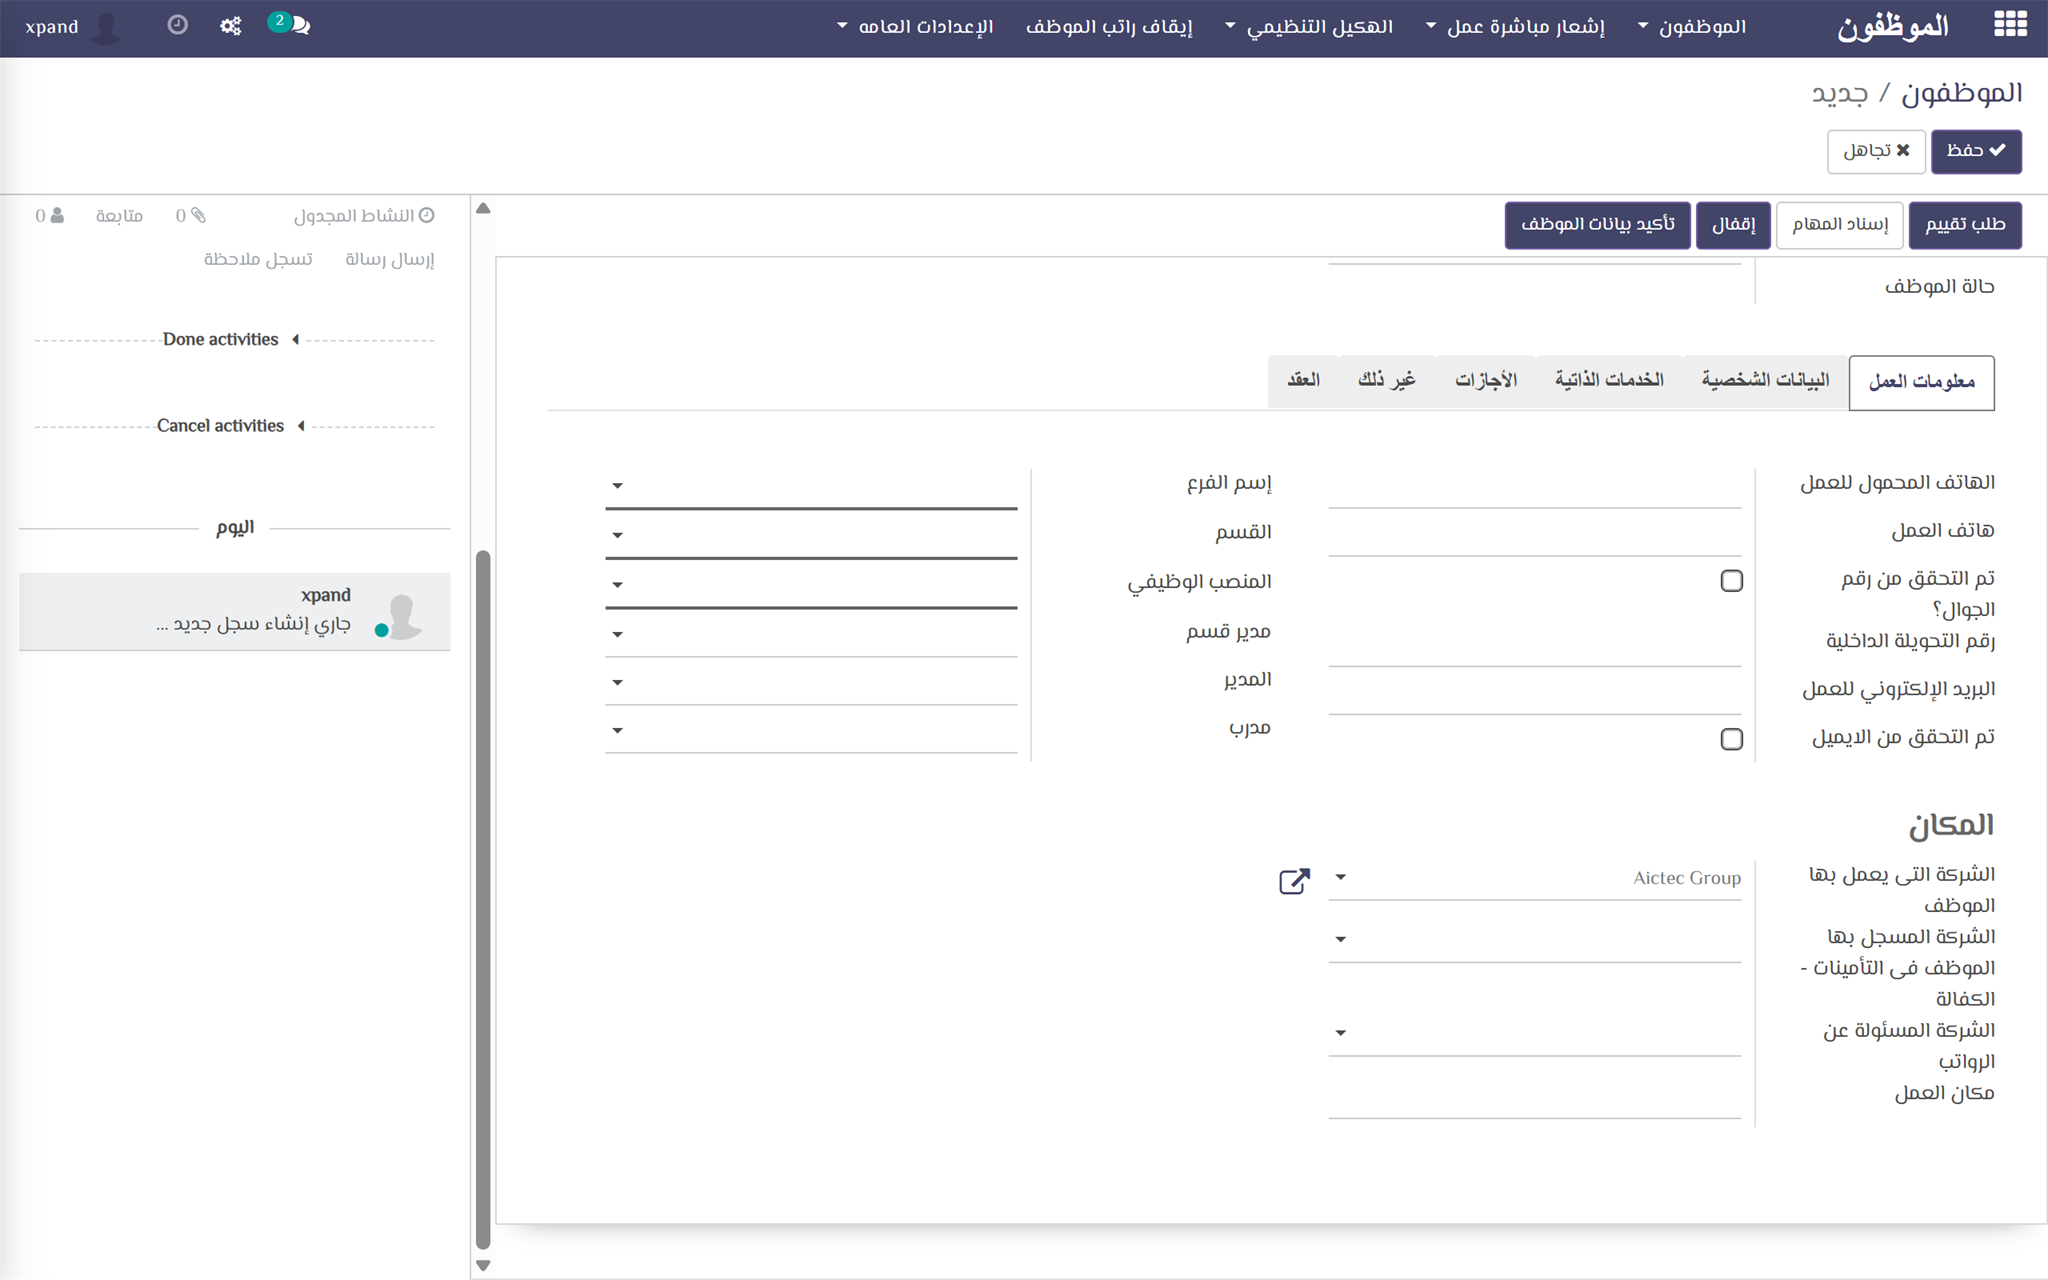 الموظفون
الموظفون
إشعار مباشرة عمل
الهكيل التنظيمي
إيقاف راتب الموظف
الإعدادات العامه
2
xpand
الموظفون / جديد
حفظ
تجاهل
طلب تقييم
إسناد المهام
إقفال
تأكيد بيانات الموظف
حالة الموظف
معلومات العمل
البيانات الشخصية
الخدمات الذاتية
الأجازات
غير ذلك
العقد
الهاتف المحمول للعمل
هاتف العمل
تم التحقق من رقم
الجوال؟
رقم التحويلة الداخلية
البريد الإلكتروني للعمل
تم التحقق من الايميل
إسم الفرع
القسم
المنصب الوظيفي
مدير قسم
المدير
مدرب
المكان
الشركة التى يعمل بها
الموظف
Aictec Group
الشركة المسجل بها
الموظف فى التأمينات -
الكفالة
الشركة المسئولة عن
الرواتب
مكان العمل
النشاط المجدول
0
متابعة
0
إرسال رسالة
تسجل ملاحظة
Done activities
Cancel activities
اليوم
xpand
جاري إنشاء سجل جديد ...